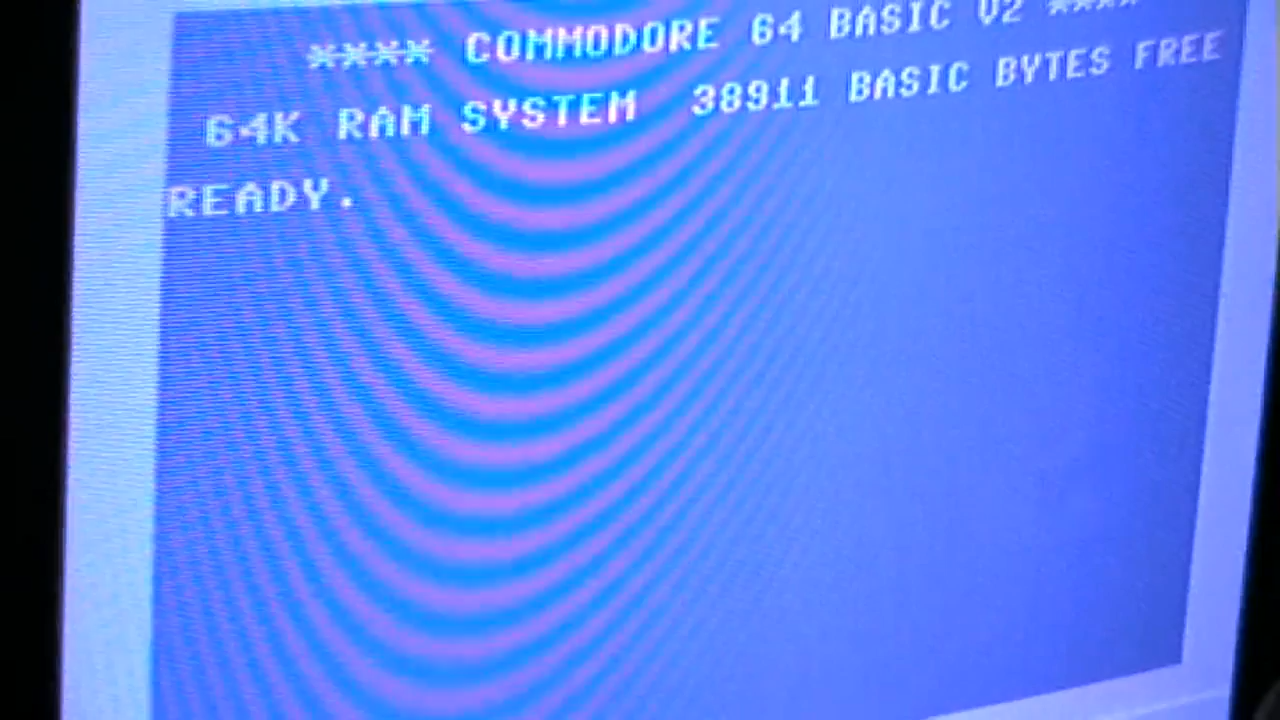 **** COMMODORE 64 BASIC V2 ****
64K RAM SYSTEM 38911 BASIC BYTES FREE
READY.